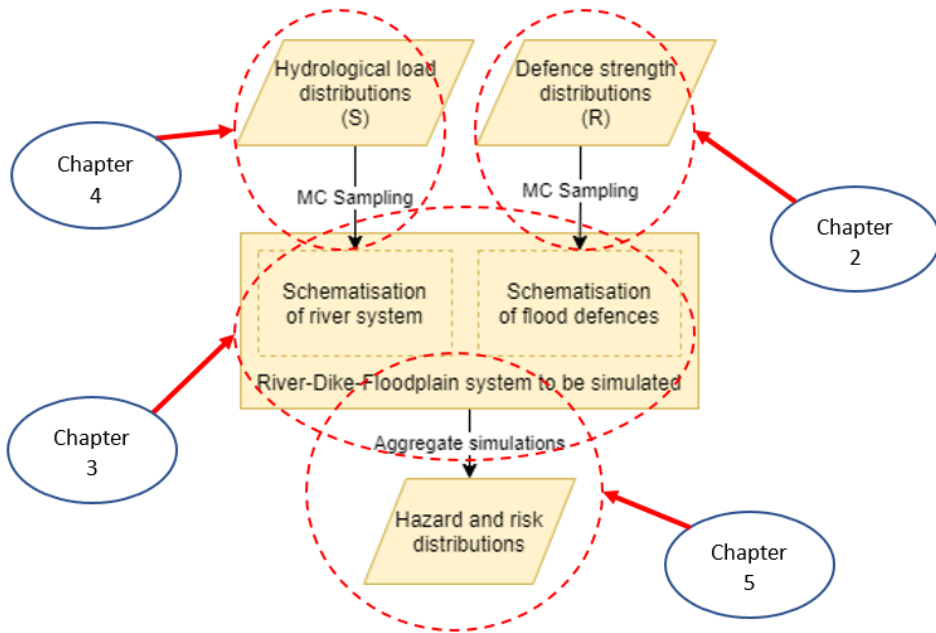 Hydrological load
distributions
(S)
Defence strength
distributions
(R)
Chapter
4
MC Sampling
MC Sampling
Chapter
2
Schematisation
of river system
Schematisation
of flood defences
River-Dike-Floodplain system to be simulated
Chapter
3
Aggregate simulations
Hazard and risk
distributions
Chapter
5